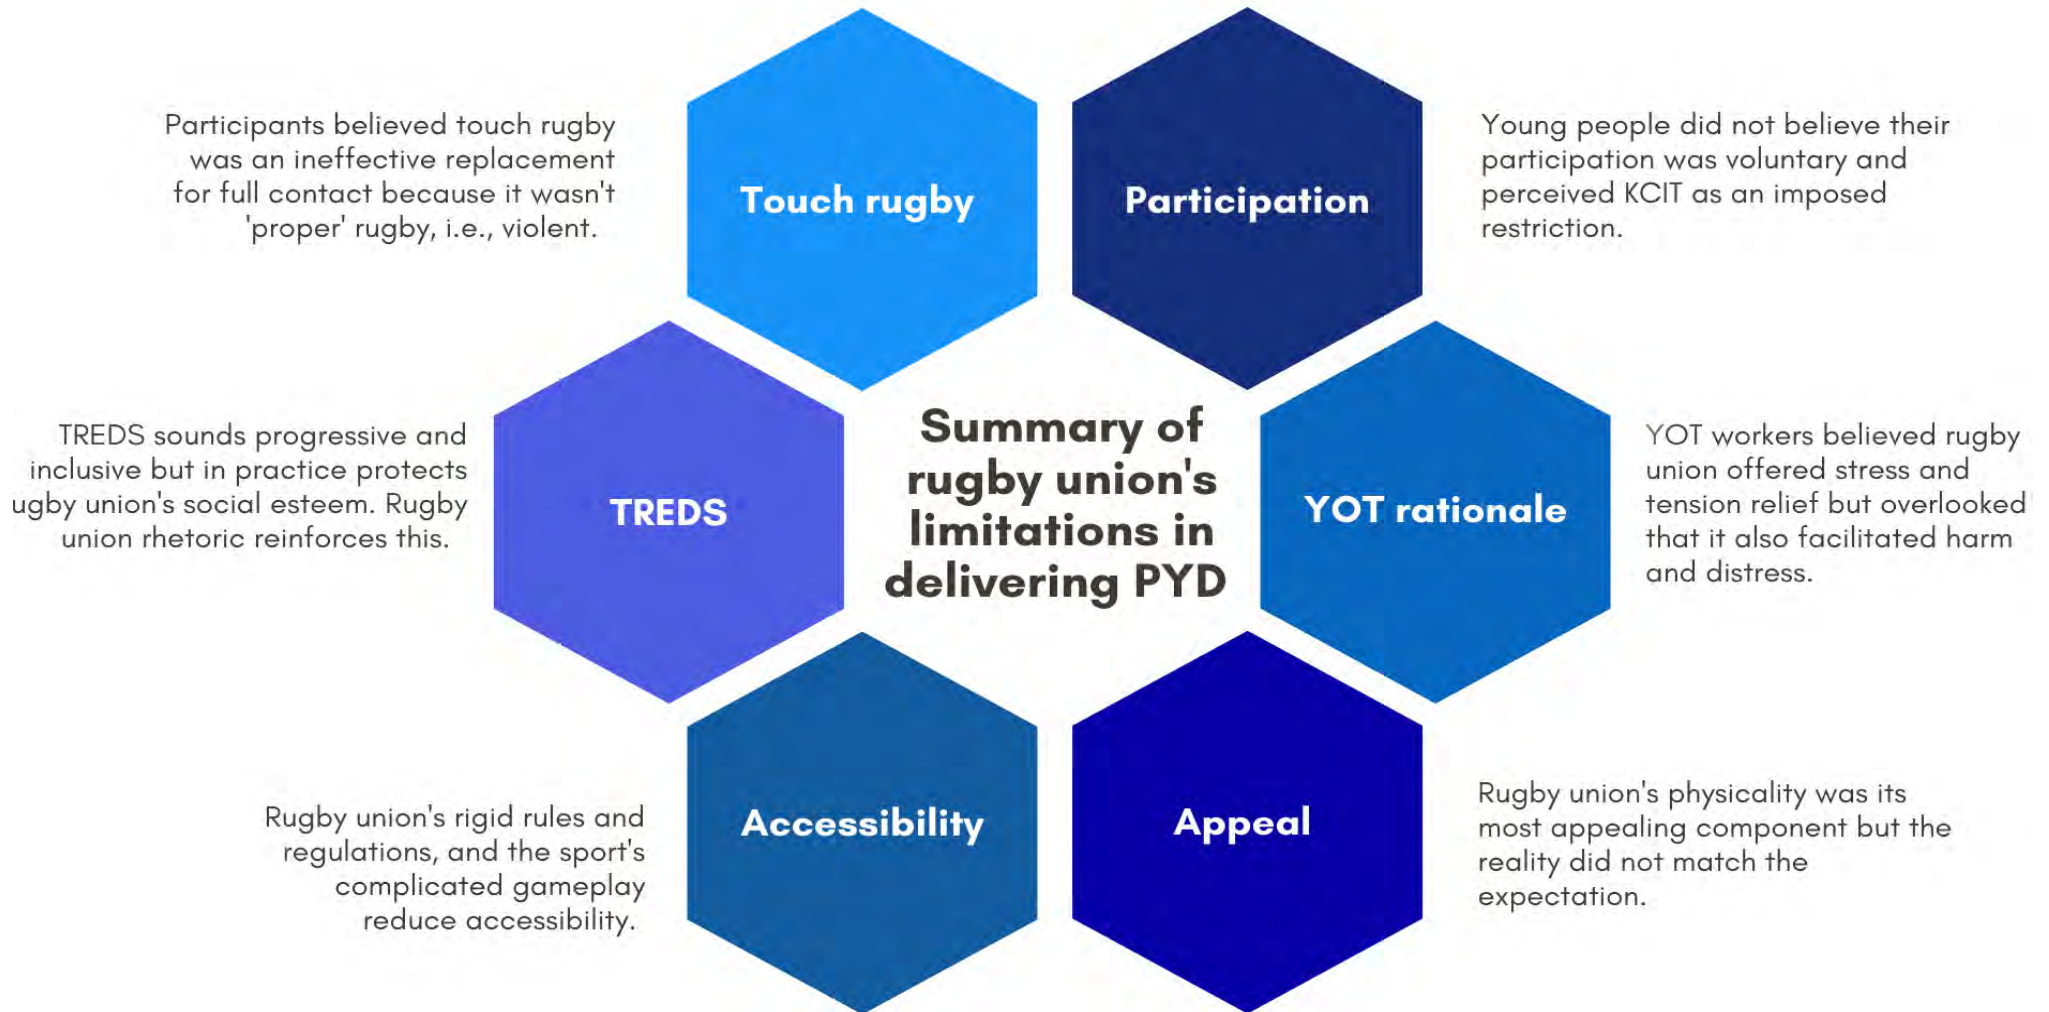 Participants believed touch rugby
was an ineffective replacement
for full contact because it wasn't
'proper' rugby, i.e., violent.
Touch rugby
Participation
Young people did not believe their
participation was voluntary and
perceived KCIT as an imposed
restriction.
TREDS sounds progressive and
inclusive but in practice protects
ugby union's social esteem. Rugby
union rhetoric reinforces this.
TREDS
Summary of
rugby union's
limitations in
delivering PYD
YOT rationale
YOT workers believed rugby
union offered stress and
tension relief but overlooked
that it also facilitated harm
and distress.
Rugby union's rigid rules and
regulations, and the sport's
complicated gameplay
reduce accessibility.
Accessibility
Appeal
Rugby union's physicality was its
most appealing component but the
reality did not match the
expectation.